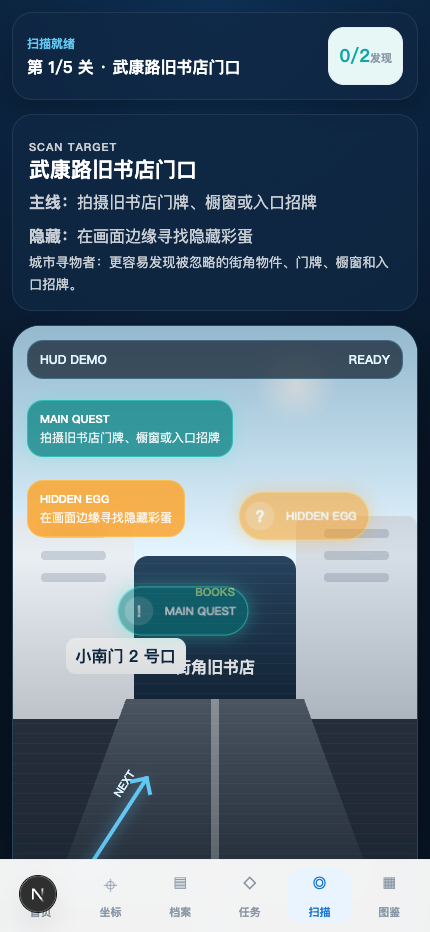 扫描就绪
第 1/5 关 · 武康路旧书店门口
0/2发现
SCAN TARGET
武康路旧书店门口
主线：拍摄旧书店门牌、橱窗或入口招牌
隐藏：在画面边缘寻找隐藏彩蛋
城市寻物者：更容易发现被忽略的街角物件、门牌、橱窗和入
口招牌。
HUD DEMO
READY
MAIN QUEST
拍摄旧书店门牌、橱窗或入口招牌
HIDDEN EGG
在画面边缘寻找隐藏彩蛋
? HIDDEN EGG
BOOKS
! MAIN QUEST
小南门 2 号口
街角旧书店
NEXT
N
首页
坐标
档案
任务
扫描
图鉴